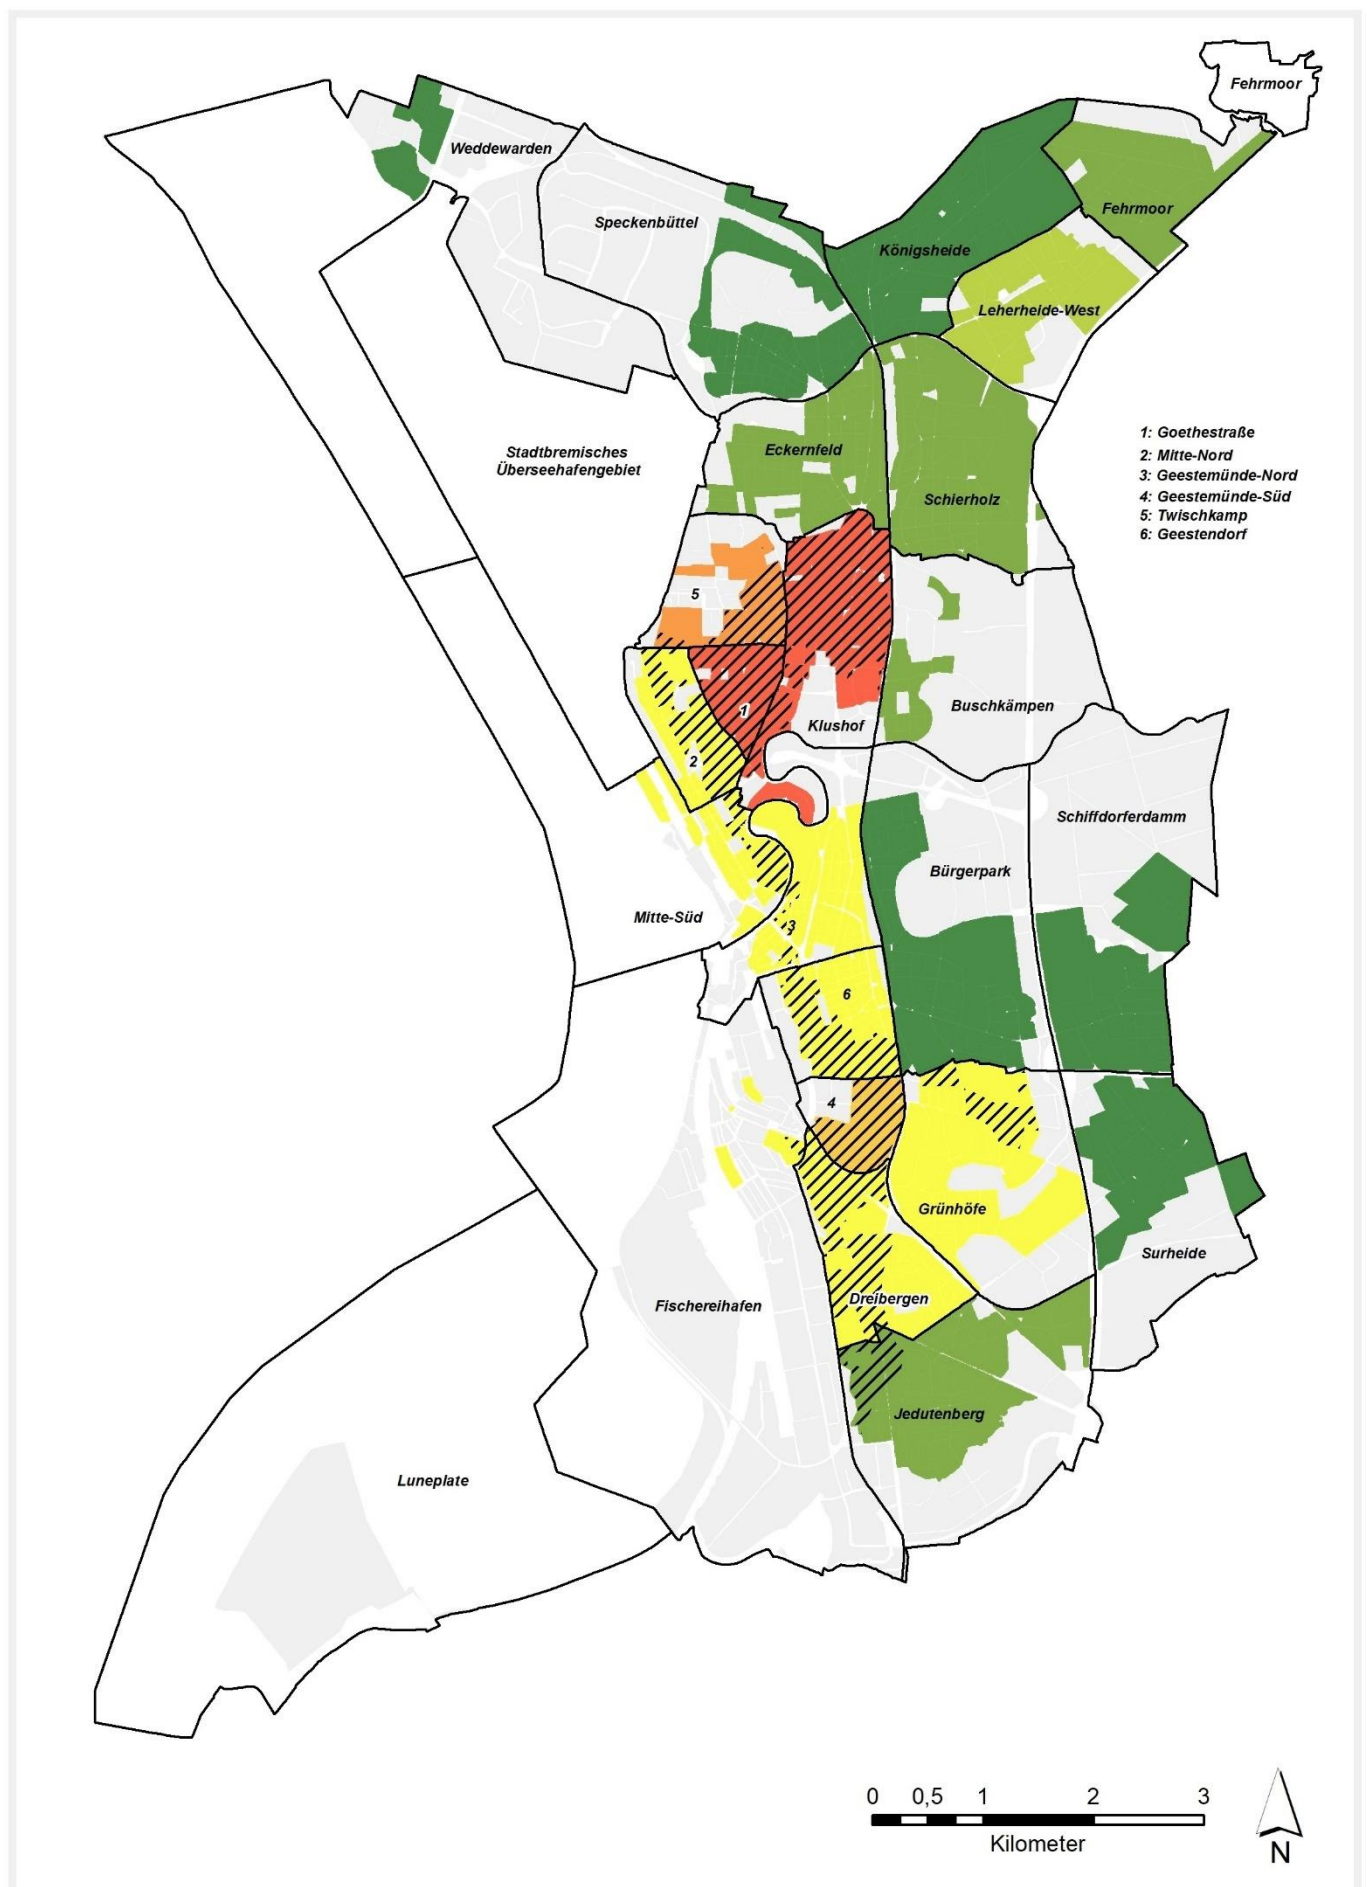 Fehrmoor
Weddewarden
Speckenbüttel
Fehrmoor
Königsheide
Leherheide-West
Stadtbremisches
Überseehafengebiet
Eckernfeld
Schierholz
1: Goethestraße
2: Mitte-Nord
3: Geestemünde-Nord
4: Geestemünde-Süd
5: Twischkamp
6: Geestendorf
5
1
Klushof
Buschkämpen
2
Schiffdorferdamm
Bürgerpark
Mitte-Süd
3
6
4
Grünhöfe
Surheide
Fischereihafen
Dreibergen
Jedutenberg
Luneplate
0 0,5 1 2 3
Kilometer
N